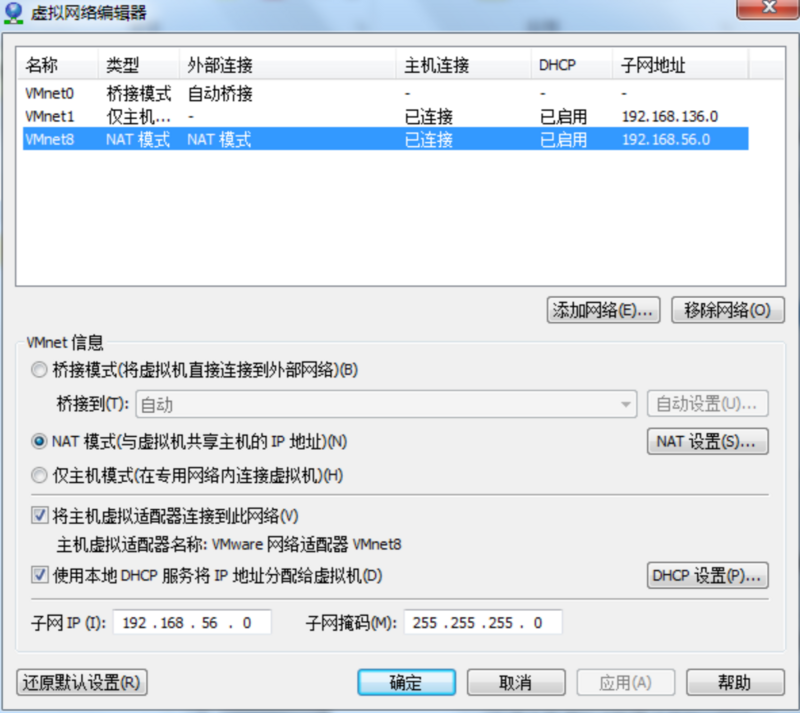 虚拟网络编辑器
名称 类型 外部连接 主机连接 DHCP 子网地址
VMnet0 桥接模式 自动桥接 - - -
VMnet1 仅主机... - 已连接 已启用 192.168.136.0
VMnet8 NAT 模式 NAT 模式 已连接 已启用 192.168.56.0
添加网络(E)... 移除网络(O)
VMnet 信息
桥接模式(将虚拟机直接连接到外部网络)(B)
桥接到(T): 自动 自动设置(U)...
NAT 模式(与虚拟机共享主机的 IP 地址)(N) NAT 设置(S)...
仅主机模式(在专用网络内连接虚拟机)(H)
将主机虚拟适配器连接到此网络(V)
主机虚拟适配器名称: VMware 网络适配器 VMnet8
使用本地 DHCP 服务将 IP 地址分配给虚拟机(D) DHCP 设置(P)...
子网 IP (I): 192 .168 . 56 . 0 子网掩码(M): 255 .255 .255 . 0
还原默认设置(R) 确定 取消 应用(A) 帮助